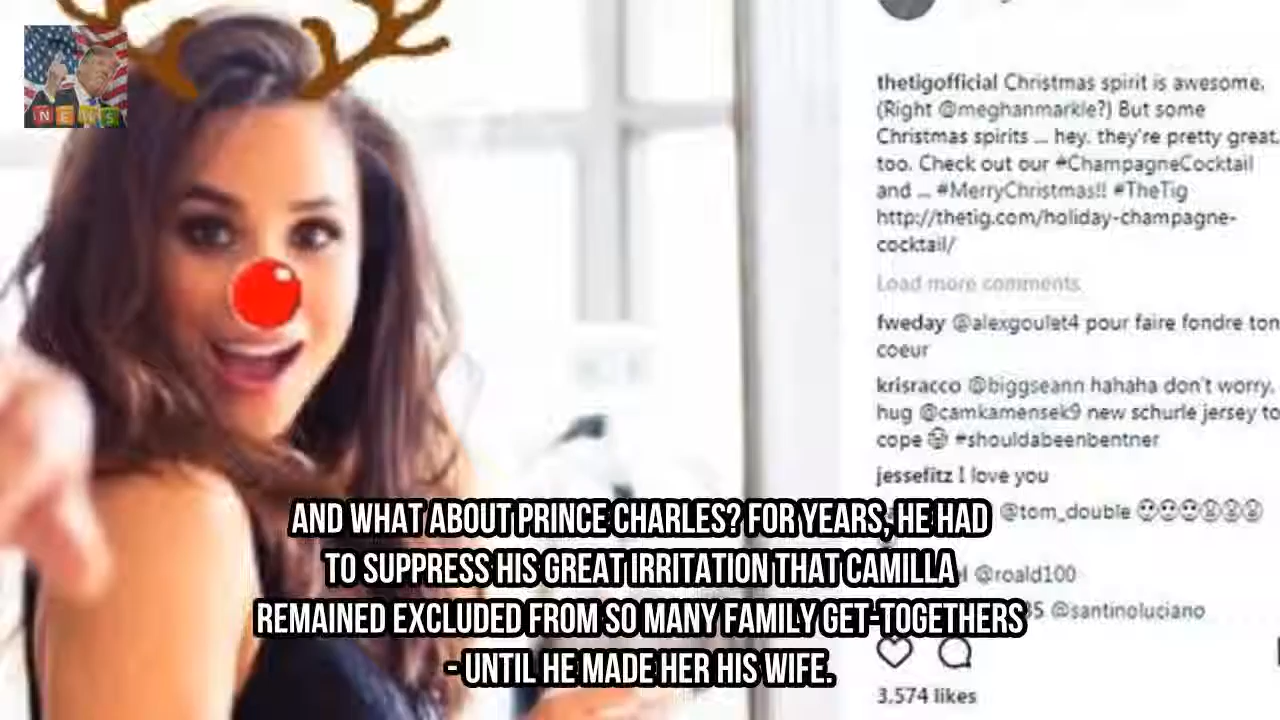 NEWS
thetigofficial Christmas spirit is awesome.
(Right @meghanmarkle?) But some
Christmas spirits ... hey. they're pretty great.
too. Check out our #ChampagneCocktail
and ... #MerryChristmas!! #TheTig
http://thetig.com/holiday-champagne-
cocktail/
Load more comments
fweday @alexgoulet4 pour faire fondre ton
coeur
krisracco @biggseann hahaha don't worry.
hug @camkamensek9 new schurle jersey to
cope #shouldabeenbentner
jessefitz I love you
@tom_double
@roald100
@santinoluciano
3,574 likes
AND WHAT ABOUT PRINCE CHARLES? FOR YEARS, HE HAD
TO SUPPRESS HIS GREAT IRRITATION THAT CAMILLA
REMAINED EXCLUDED FROM SO MANY FAMILY GET-TOGETHERS
- UNTIL HE MADE HER HIS WIFE.